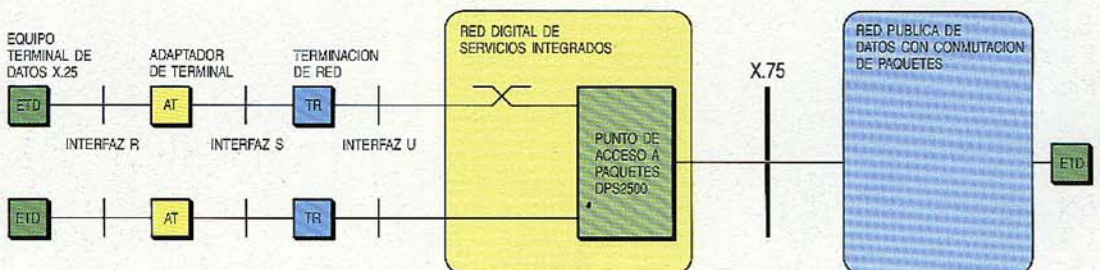 EQUIPO
TERMINAL DE
DATOS X.25
ADAPTADOR
DE TERMINAL
TERMINACION
DE RED
RED DIGITAL DE
SERVICIOS INTEGRADOS
RED PUBLICA DE
DATOS CON CONMUTACION
DE PAQUETES
X.75
ETD
AT
TR
INTERFAZ R
INTERFAZ S
INTERFAZ U
PUNTO DE
ACCESO A
PAQUETES
DPS2500
ETD
ETD
AT
TR